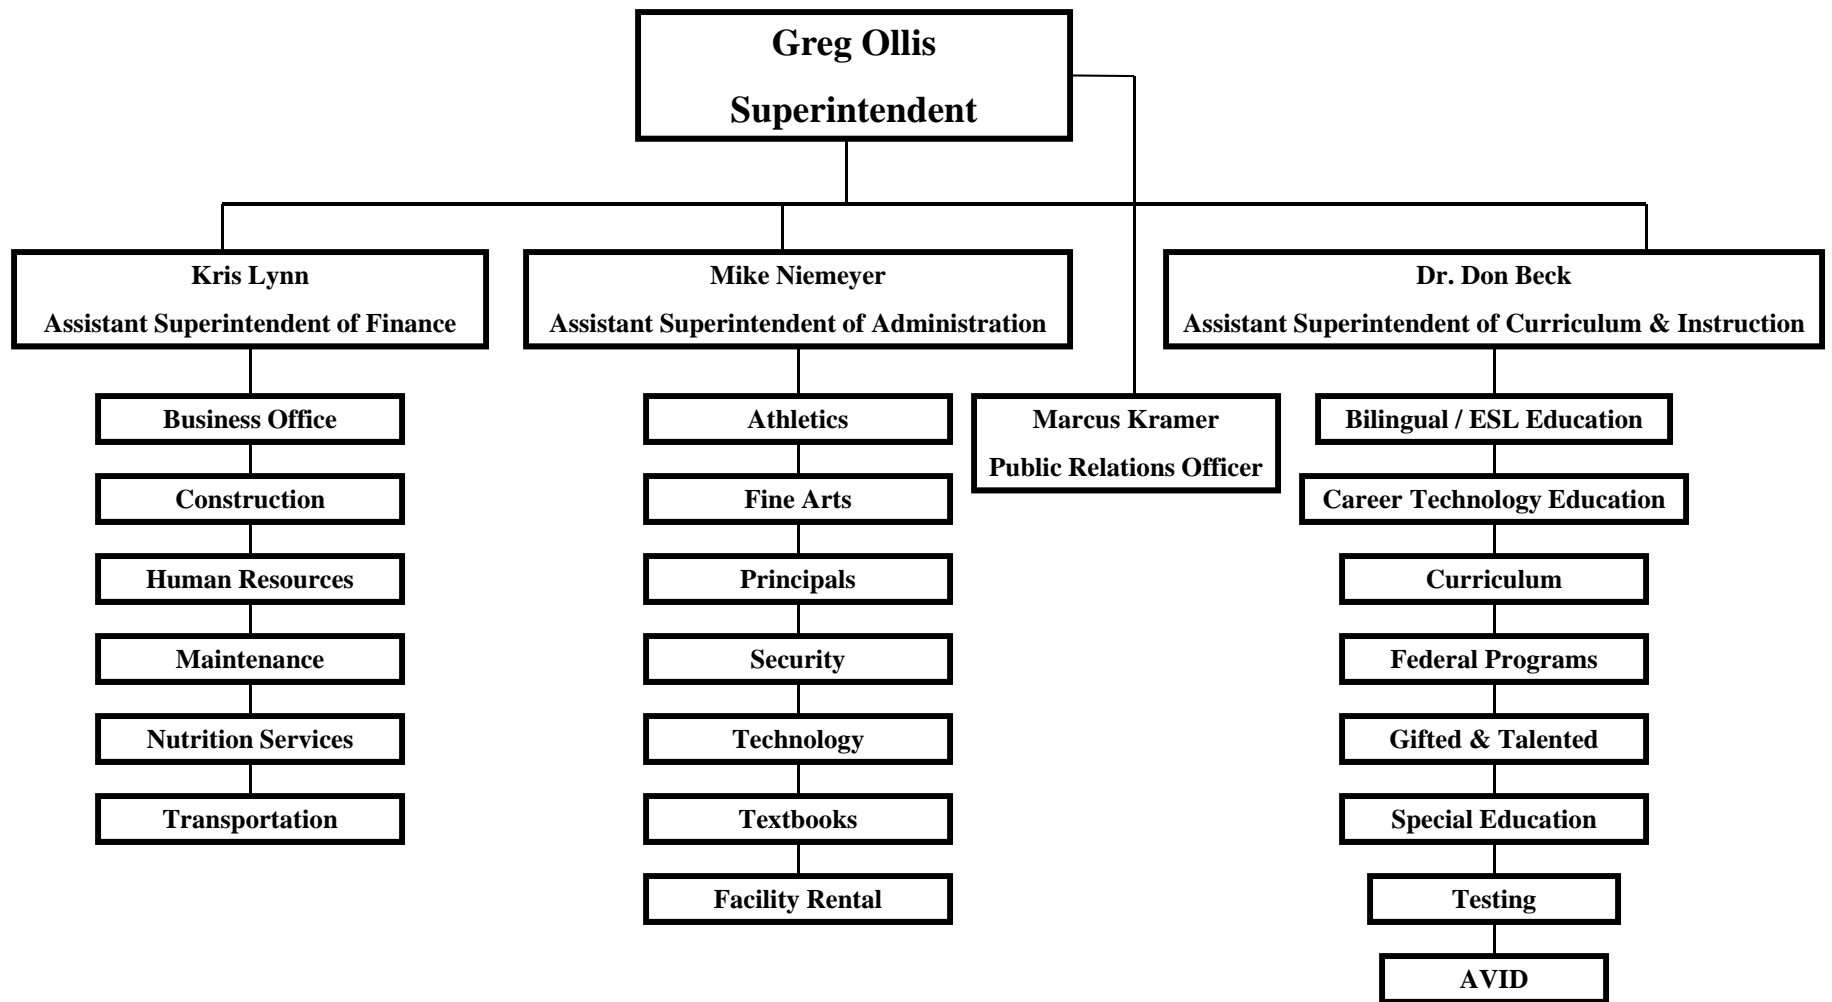 Greg Ollis
Superintendent
Kris Lynn
Assistant Superintendent of Finance
Mike Niemeyer
Assistant Superintendent of Administration
Dr. Don Beck
Assistant Superintendent of Curriculum & Instruction
Business Office
Construction
Human Resources
Maintenance
Nutrition Services
Transportation
Athletics
Fine Arts
Principals
Security
Technology
Textbooks
Facility Rental
Marcus Kramer
Public Relations Officer
Bilingual / ESL Education
Career Technology Education
Curriculum
Federal Programs
Gifted & Talented
Special Education
Testing
AVID